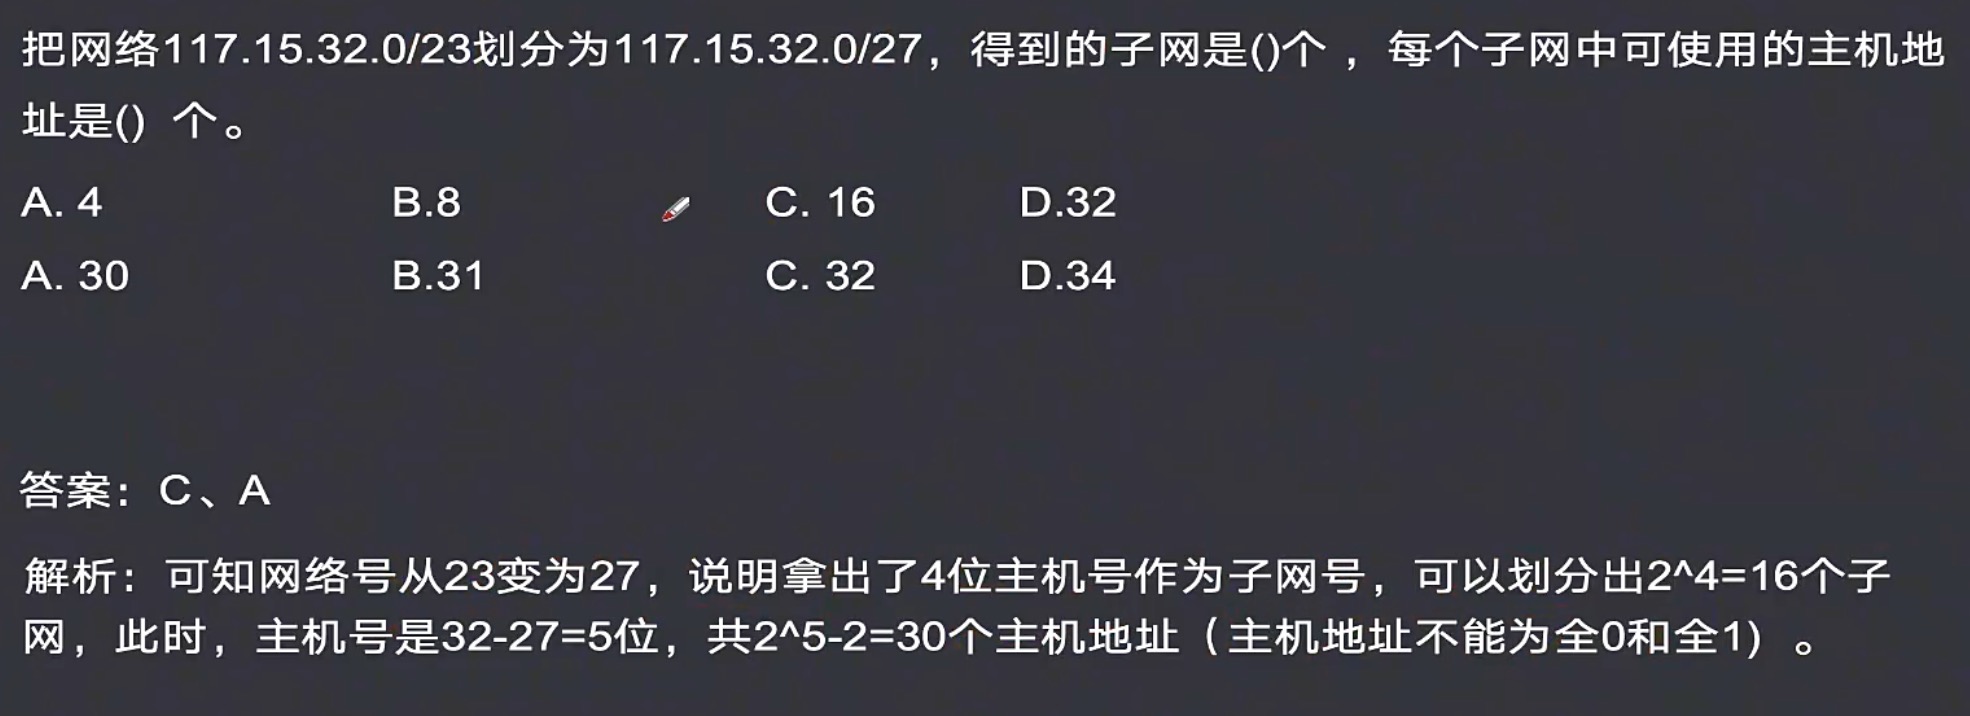 把网络117.15.32.0/23划分为117.15.32.0/27，得到的子网是()个 ，每个子网中可使用的主机地
址是() 个。
A. 4 B.8 C. 16 D.32
A. 30 B.31 C. 32 D.34
答案：C、A
解析：可知网络号从23变为27，说明拿出了4位主机号作为子网号，可以划分出2^4=16个子
网，此时，主机号是32-27=5位，共2^5-2=30个主机地址（主机地址不能为全0和全1) 。